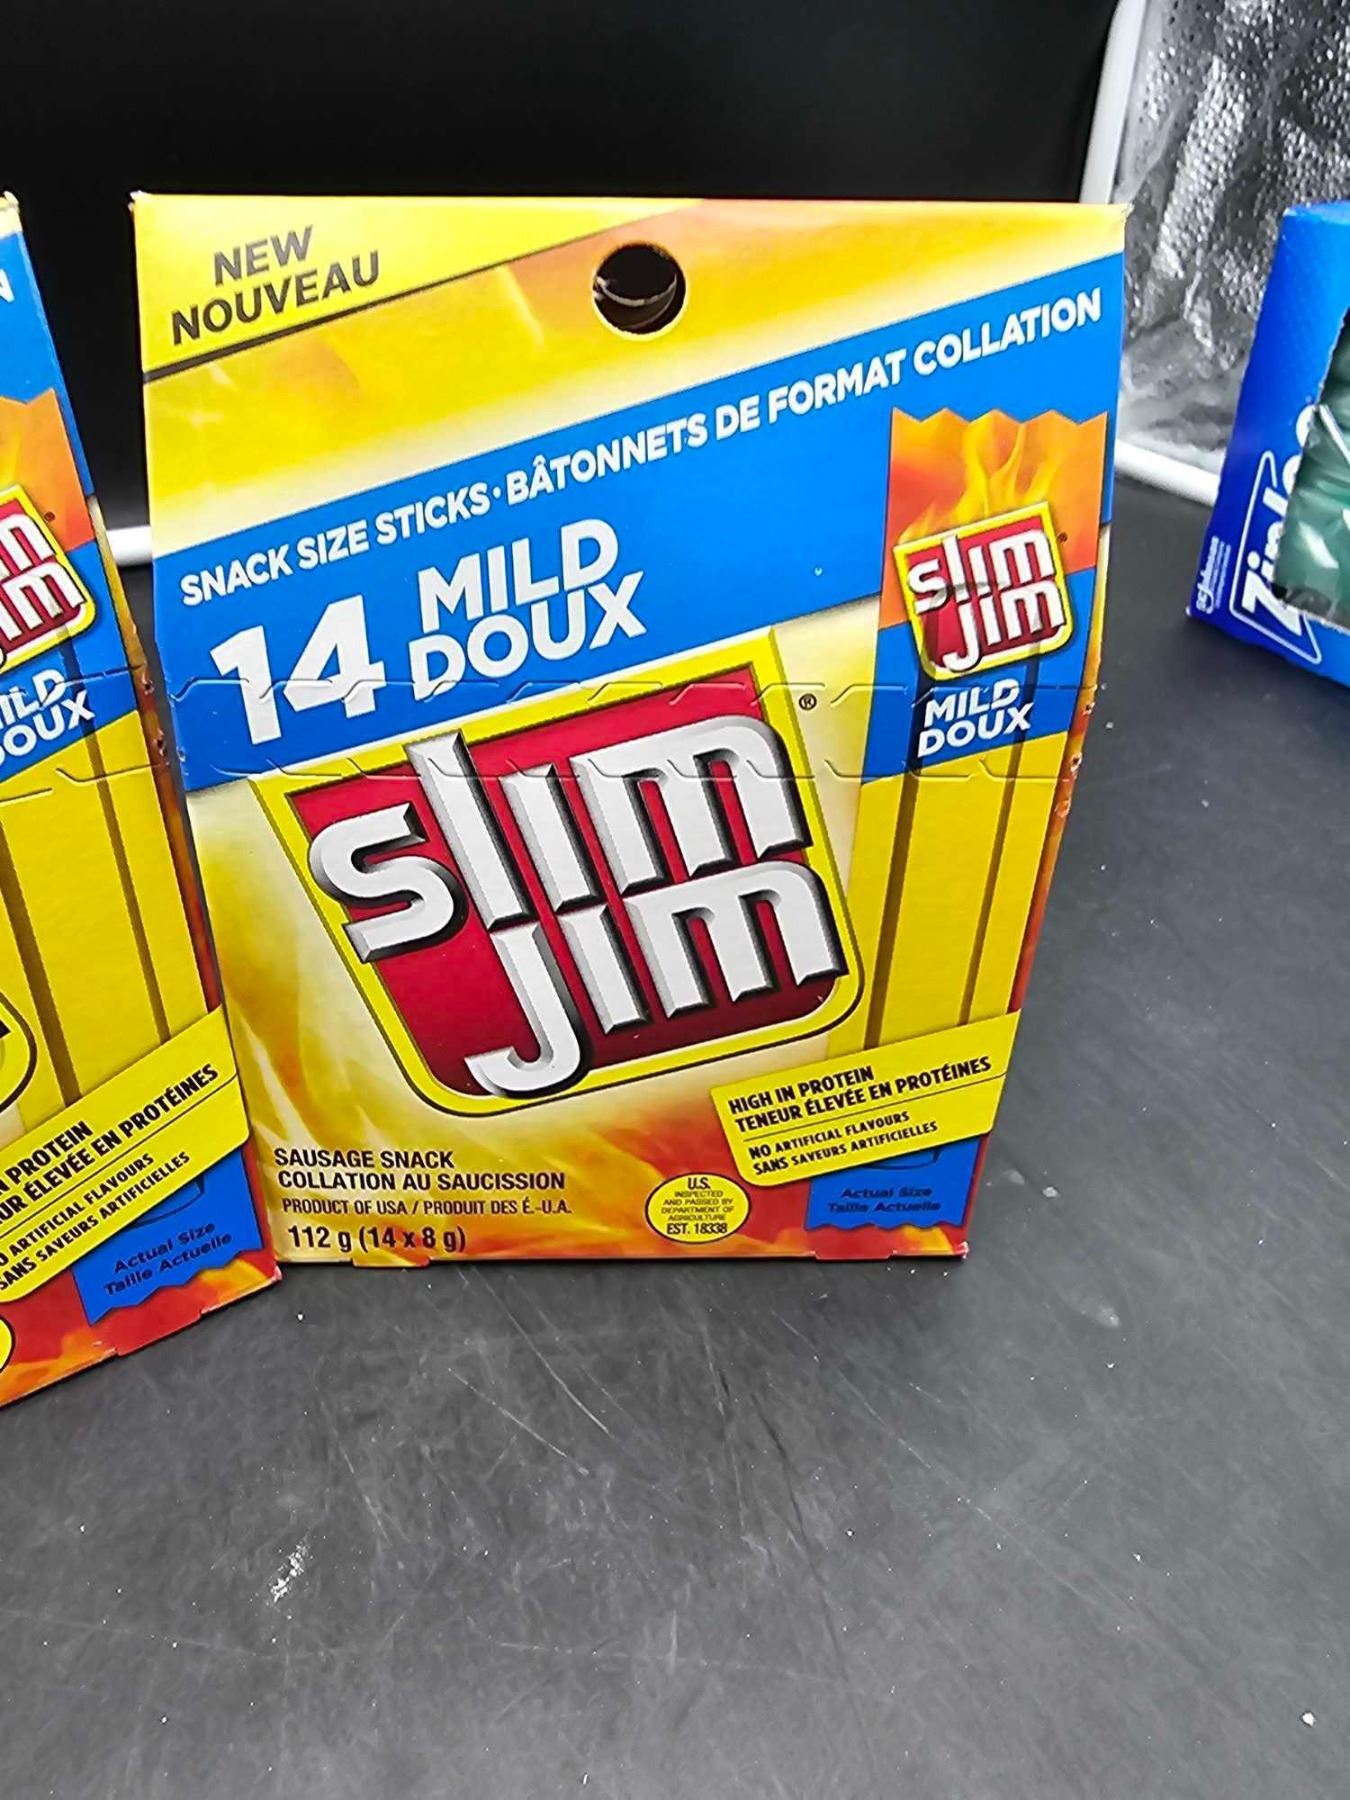 NEW
NOUVEAU
SNACK SIZE STICKS · BÂTONNETS DE FORMAT COLLATION
14 MILD
DOUX
slim
jim
®
slim
jim
MILD
DOUX
HIGH IN PROTEIN
TENEUR ÉLEVÉE EN PROTÉINES
NO ARTIFICIAL FLAVOURS
SANS SAVEURS ARTIFICIELLES
SAUSAGE SNACK
COLLATION AU SAUCISSION
PRODUCT OF USA / PRODUIT DES É.-U.A.
112 g (14 x 8 g)
U.S.
INSPECTED
AND PASSED BY
DEPARTMENT OF
AGRICULTURE
EST. 18338
Actual Size
Taille Actuelle
DOUX
PROTEIN
ÉLEVÉE EN PROTÉINES
ARTIFICIAL FLAVOURS
SANS SAVEURS ARTIFICIELLES
Actual Size
Taille Actuelle